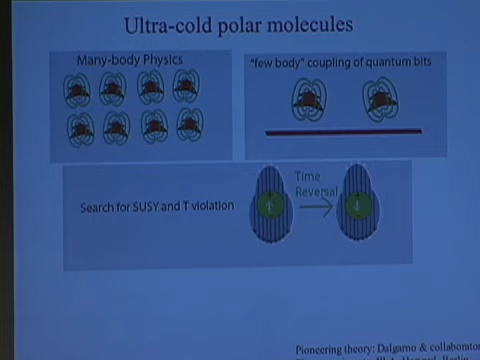 Ultra-cold polar molecules
Many-body Physics
"few body" coupling of quantum bits
Time
Reversal
Search for SUSY and T violation
Pioneering theory: Dalgarno & collaborator